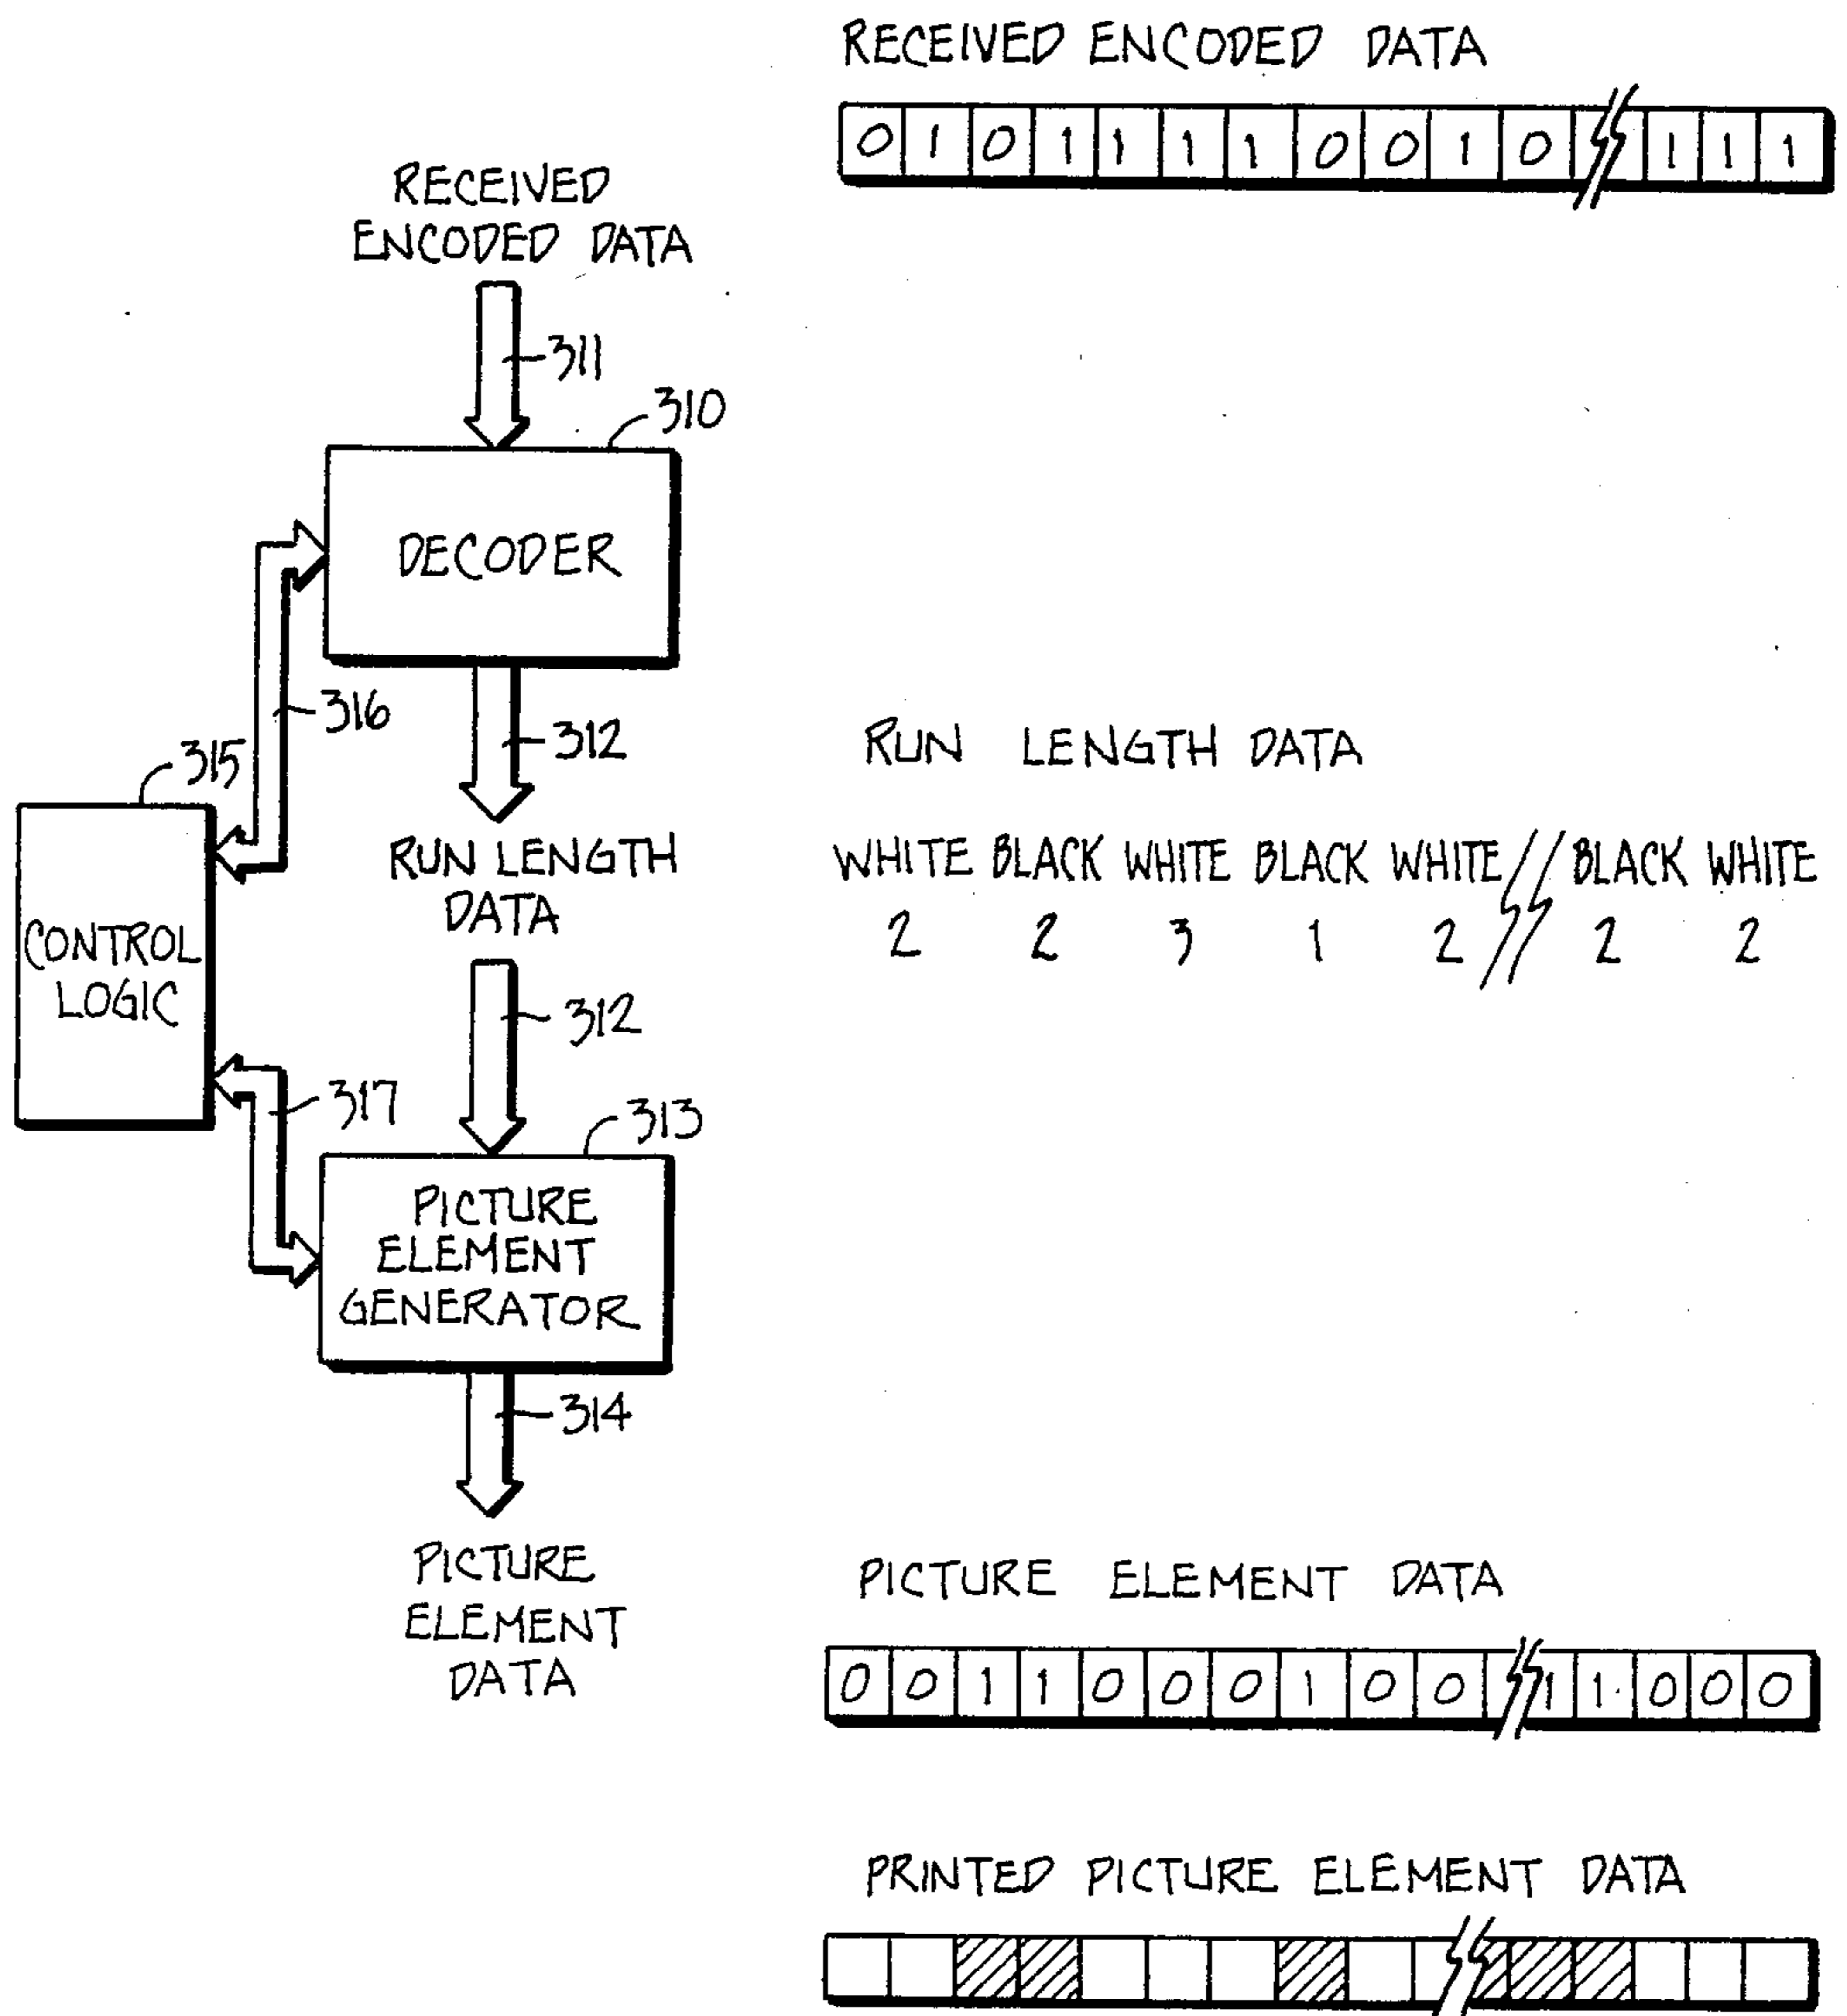 RECEIVED ENCODED DATA
0 1 0 1 1 1 1 0 0 1 0 1 1 1
RECEIVED
ENCODED DATA
311
310
DECODER
316
312
315
RUN LENGTH
DATA
CONTROL
LOGIC
312
317
313
PICTURE
ELEMENT
GENERATOR
314
PICTURE
ELEMENT
DATA
RUN LENGTH DATA
WHITE BLACK WHITE BLACK WHITE BLACK WHITE
2 2 3 1 2 2 2
PICTURE ELEMENT DATA
0 0 1 1 0 0 0 1 0 0 1 1 0 0 0
PRINTED PICTURE ELEMENT DATA